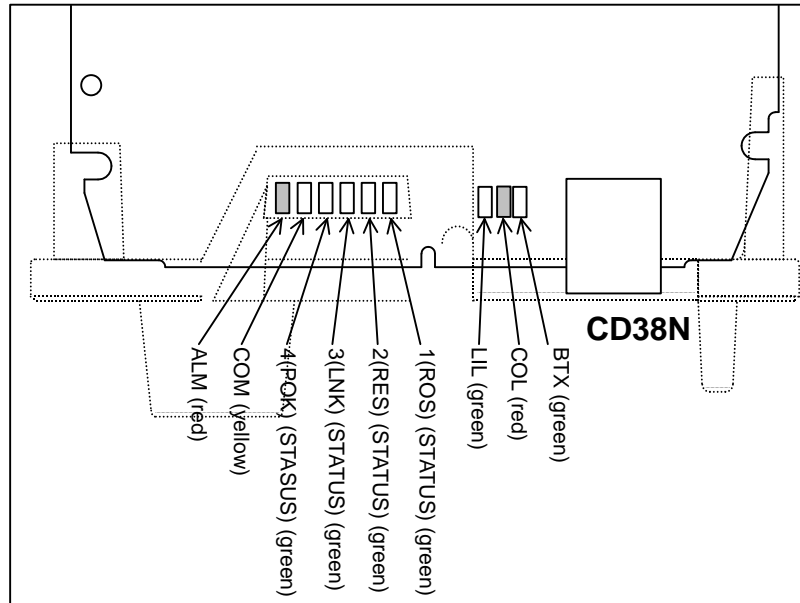 CD38N
ALM (red)
COM (yellow)
4(POK) (STASUS) (green)
3(LNK) (STATUS) (green)
2(RES) (STATUS) (green)
1(ROS) (STATUS) (green)
LIL (green)
COL (red)
BTX (green)